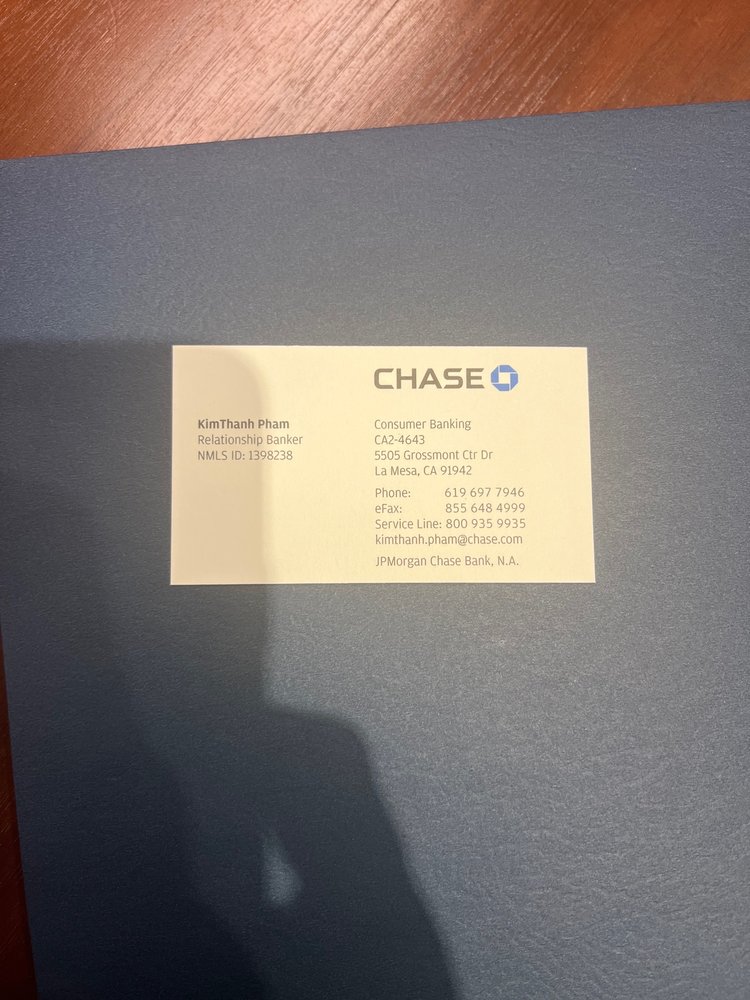 CHASE
KimThanh Pham
Relationship Banker
NMLS ID: 1398238
Consumer Banking
CA2-4643
5505 Grossmont Ctr Dr
La Mesa, CA 91942
Phone: 619 697 7946
eFax: 855 648 4999
Service Line: 800 935 9935
kimthanh.pham@chase.com
JPMorgan Chase Bank, N.A.